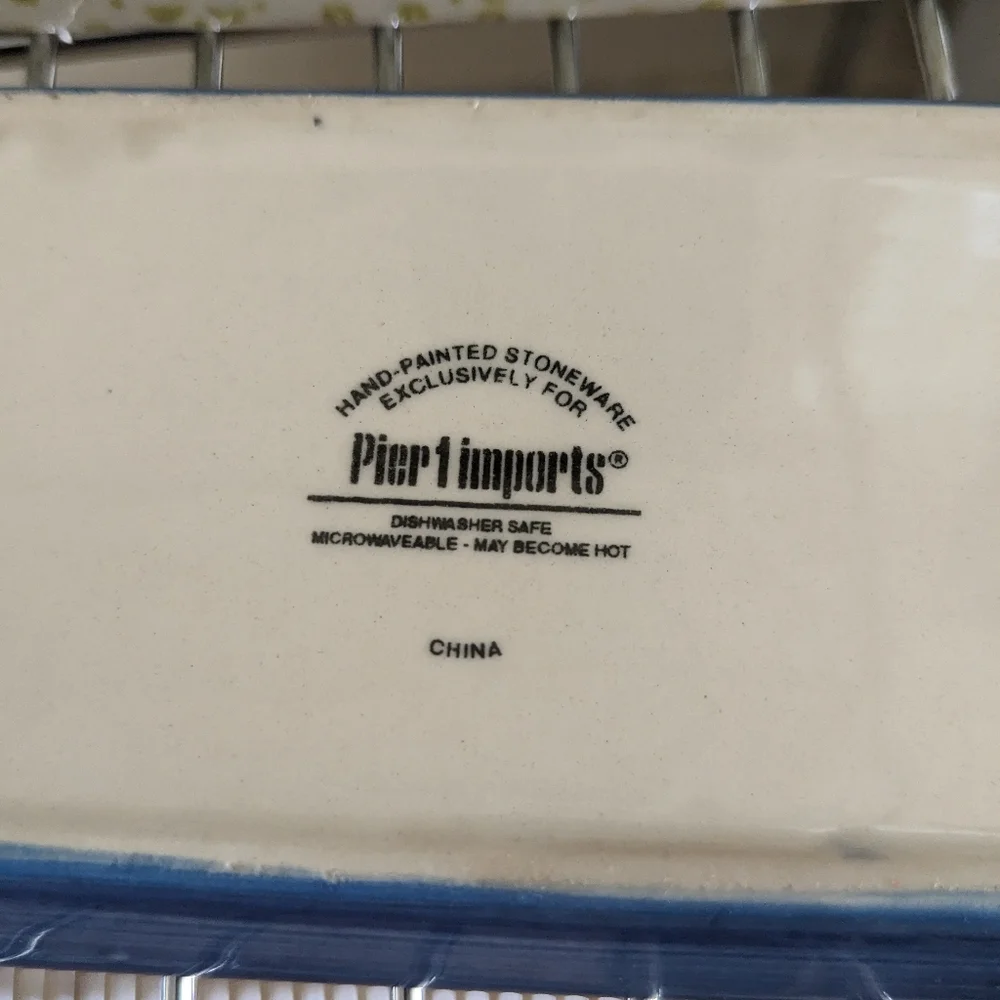 HAND-PAINTED STONEWARE
EXCLUSIVELY FOR
Pier 1 imports®
DISHWASHER SAFE
MICROWAVEABLE - MAY BECOME HOT
CHINA